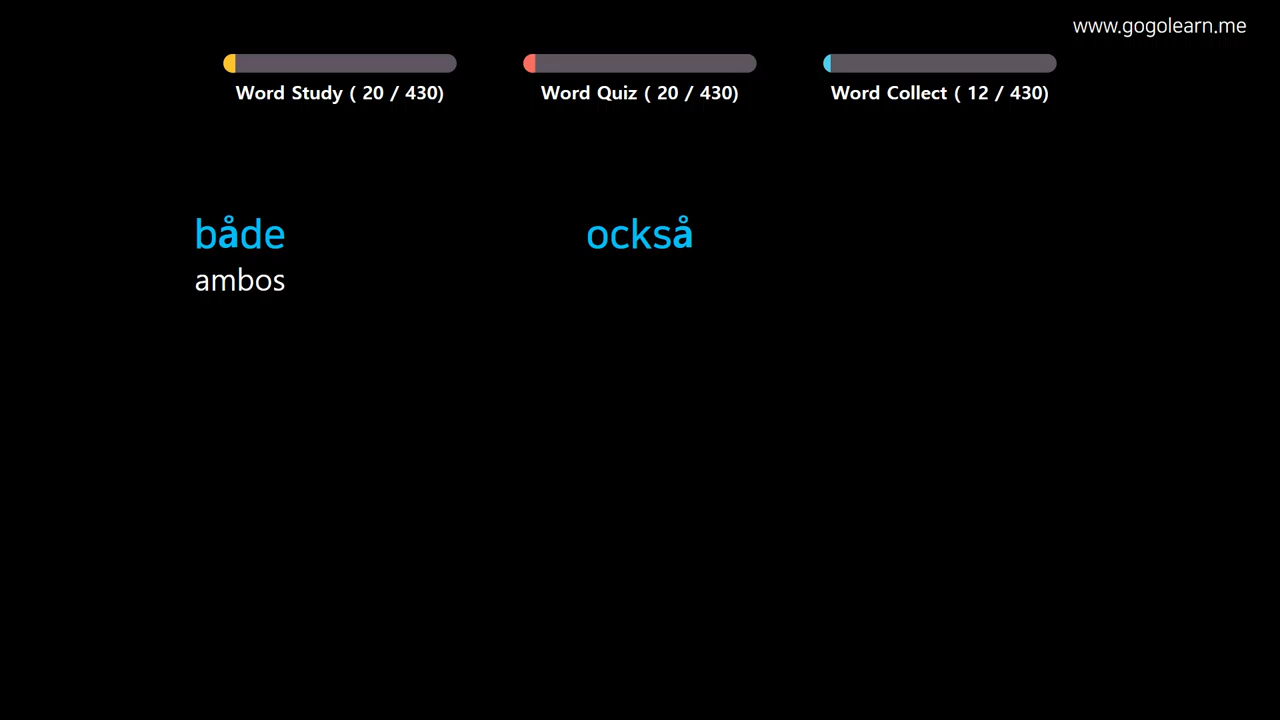 www.gogolearn.me
Word Study ( 20 / 430)
Word Quiz ( 20 / 430)
Word Collect ( 12 / 430)
både
ambos
också